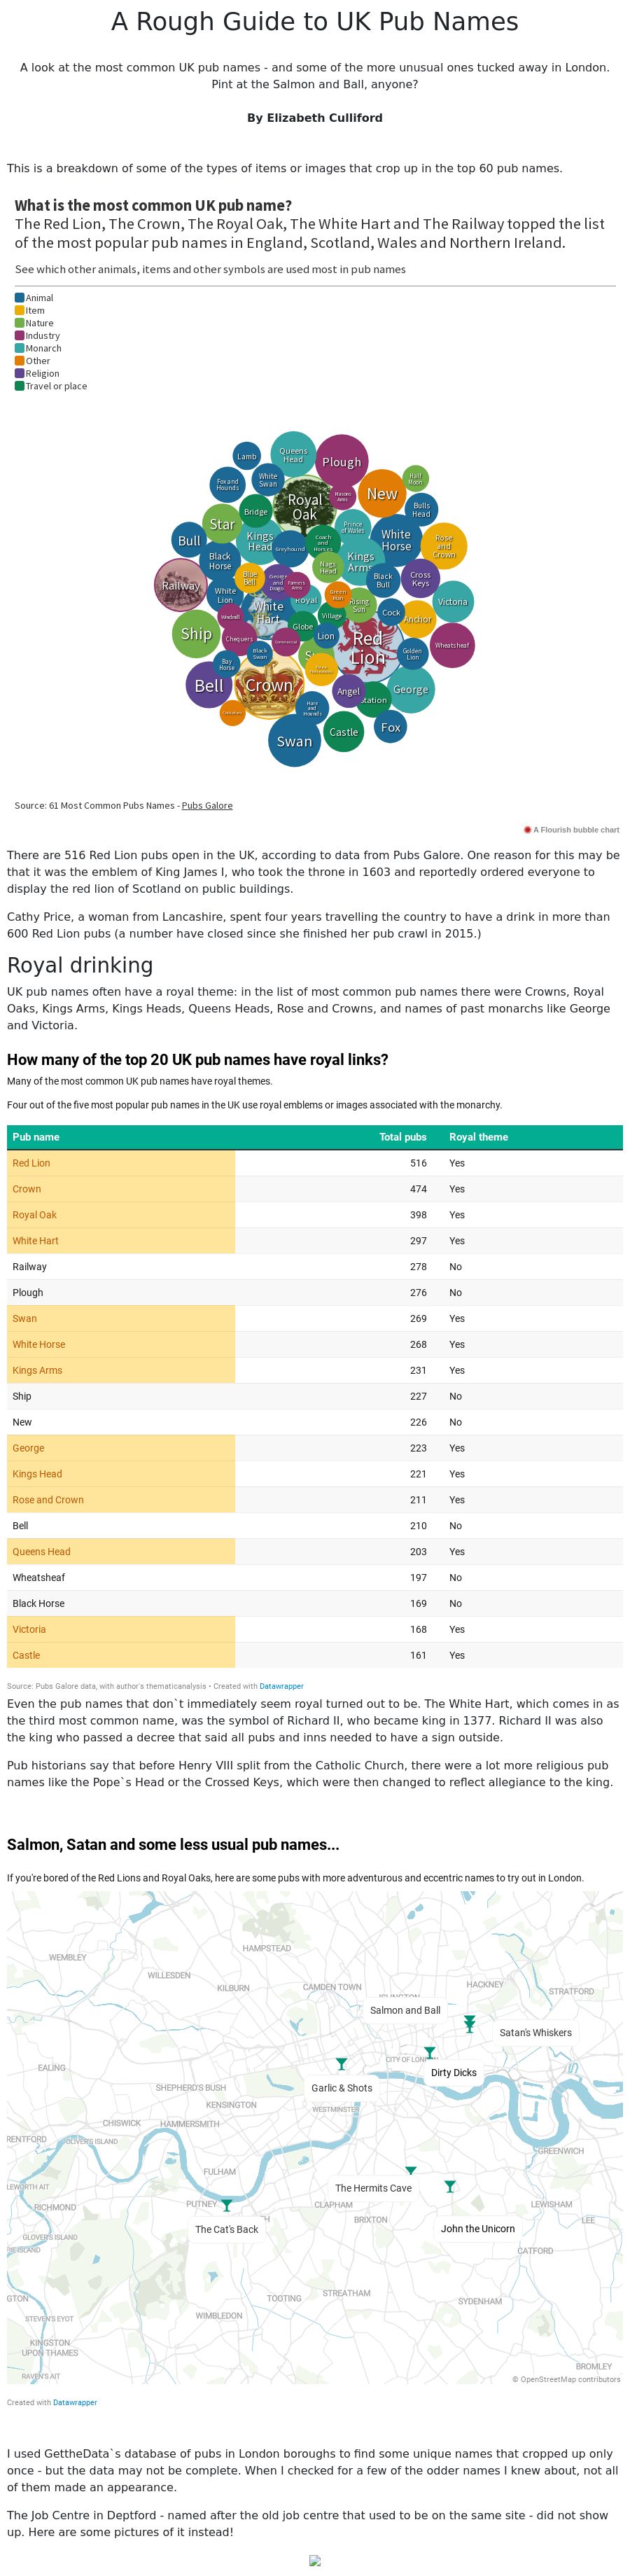 A Rough Guide to UK Pub Names
A look at the most common UK pub names - and some of the more unusual ones tucked away in London.
Pint at the Salmon and Ball, anyone?
By Elizabeth Culliford
This is a breakdown of some of the types of items or images that crop up in the top 60 pub names.
What is the most common UK pub name?
The Red Lion, The Crown, The Royal Oak, The White Hart and The Railway topped the list
of the most popular pub names in England, Scotland, Wales and Northern Ireland.
See which other animals, items and other symbols are used most in pub names
Animal
Item
Nature
Industry
Monarch
Other
Religion
Travel or place
Lamb
Queens
Head
Plough
Fox and
Hounds
White
Swan
Half
Moon
Masons
Arms
New
Royal
Oak
Bridge
Bulls
Head
Star
Prince
of Wales
Kings
Head
Greyhound
Coach
and
Horses
White
Horse
Rose
and
Crown
Bull
Black
Horse
Kings
Arms
Nags
Head
Railway
Blue
Bell
George
and
Farmers
Arms
Black
Bull
Cross
Keys
White
Lion
Royal
Green
Man
Rising
Sun
Victoria
White
Hart
Windmill
Village
Cock
Anchor
Ship
Chequers
Globe
Lion
Red
Lion
Wheatsheaf
Black
Swan
Golden
Lion
Bay
Horse
Bell
Crown
Angel
Station
George
Hare
and
Hounds
Fox
Swan
Castle
Source: 61 Most Common Pubs Names - Pubs Galore
A Flourish bubble chart
There are 516 Red Lion pubs open in the UK, according to data from Pubs Galore. One reason for this may be
that it was the emblem of King James I, who took the throne in 1603 and reportedly ordered everyone to
display the red lion of Scotland on public buildings.
Cathy Price, a woman from Lancashire, spent four years travelling the country to have a drink in more than
600 Red Lion pubs (a number have closed since she finished her pub crawl in 2015.)
Royal drinking
UK pub names often have a royal theme: in the list of most common pub names there were Crowns, Royal
Oaks, Kings Arms, Kings Heads, Queens Heads, Rose and Crowns, and names of past monarchs like George
and Victoria.
How many of the top 20 UK pub names have royal links?
Many of the most common UK pub names have royal themes.
Four out of the five most popular pub names in the UK use royal emblems or images associated with the monarchy.
Pub name Total pubs Royal theme
Red Lion 516 Yes
Crown 474 Yes
Royal Oak 398 Yes
White Hart 297 Yes
Railway 278 No
Plough 276 No
Swan 269 Yes
White Horse 268 Yes
Kings Arms 231 Yes
Ship 227 No
New 226 No
George 223 Yes
Kings Head 221 Yes
Rose and Crown 211 Yes
Bell 210 No
Queens Head 203 Yes
Wheatsheaf 197 No
Black Horse 169 No
Victoria 168 Yes
Castle 161 Yes
Source: Pubs Galore data, with author's thematicanalysis • Created with Datawrapper
Even the pub names that don`t immediately seem royal turned out to be. The White Hart, which comes in as
the third most common name, was the symbol of Richard II, who became king in 1377. Richard II was also
the king who passed a decree that said all pubs and inns needed to have a sign outside.
Pub historians say that before Henry VIII split from the Catholic Church, there were a lot more religious pub
names like the Pope`s Head or the Crossed Keys, which were then changed to reflect allegiance to the king.
Salmon, Satan and some less usual pub names...
If you're bored of the Red Lions and Royal Oaks, here are some pubs with more adventurous and eccentric names to try out in London.
HAMPSTEAD
WEMBLEY
WILLESDEN
KILBURN
CAMDEN TOWN
HACKNEY
STRATFORD
Salmon and Ball
Satan's Whiskers
CITY OF LONDON
EALING
Dirty Dicks
SHEPHERD'S BUSH
Garlic & Shots
KENSINGTON
WESTMINSTER
CHISWICK
HAMMERSMITH
OLIVER'S ISLAND
GREENWICH
FULHAM
The Hermits Cave
RICHMOND
PUTNEY
CLAPHAM
BRIXTON
LEWISHAM
LEE
The Cat's Back
John the Unicorn
GLOVER'S ISLAND
CATFORD
STREATHAM
TOOTING
SYDENHAM
WIMBLEDON
STEVEN'S EYOT
KINGSTON
UPON THAMES
BROMLEY
RAVEN'S AIT
© OpenStreetMap contributors
Created with Datawrapper
I used GettheData`s database of pubs in London boroughs to find some unique names that cropped up only
once - but the data may not be complete. When I checked for a few of the odder names I knew about, not all
of them made an appearance.
The Job Centre in Deptford - named after the old job centre that used to be on the same site - did not show
up. Here are some pictures of it instead!